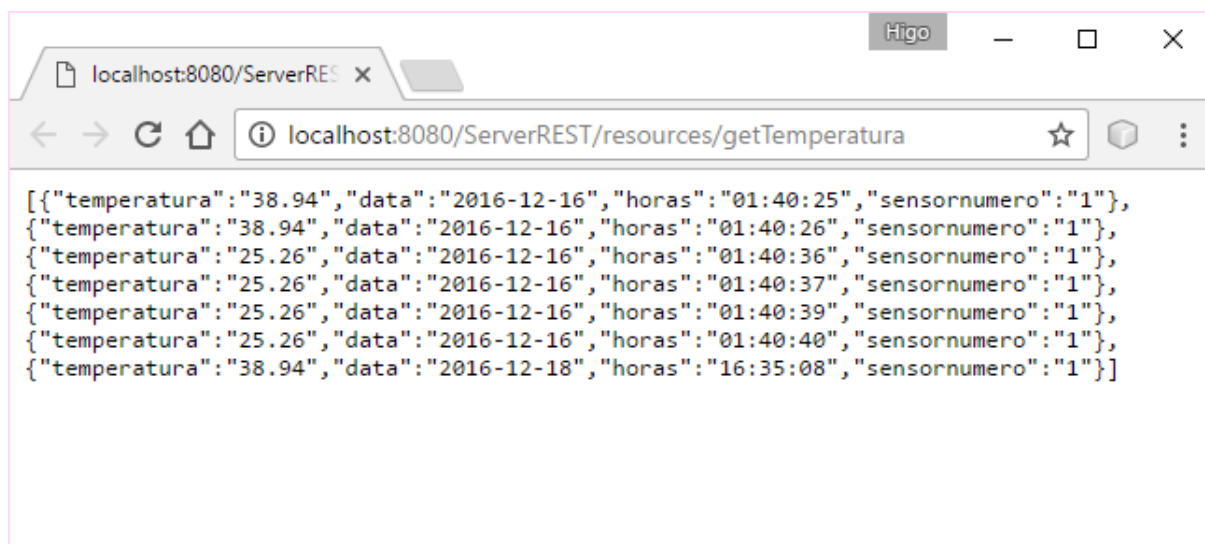 Higo
localhost:8080/ServerRES
localhost:8080/ServerREST/resources/getTemperatura
[{"temperatura":"38.94","data":"2016-12-16","horas":"01:40:25","sensornumero":"1"},
{"temperatura":"38.94","data":"2016-12-16","horas":"01:40:26","sensornumero":"1"},
{"temperatura":"25.26","data":"2016-12-16","horas":"01:40:36","sensornumero":"1"},
{"temperatura":"25.26","data":"2016-12-16","horas":"01:40:37","sensornumero":"1"},
{"temperatura":"25.26","data":"2016-12-16","horas":"01:40:39","sensornumero":"1"},
{"temperatura":"25.26","data":"2016-12-16","horas":"01:40:40","sensornumero":"1"},
{"temperatura":"38.94","data":"2016-12-18","horas":"16:35:08","sensornumero":"1"}]